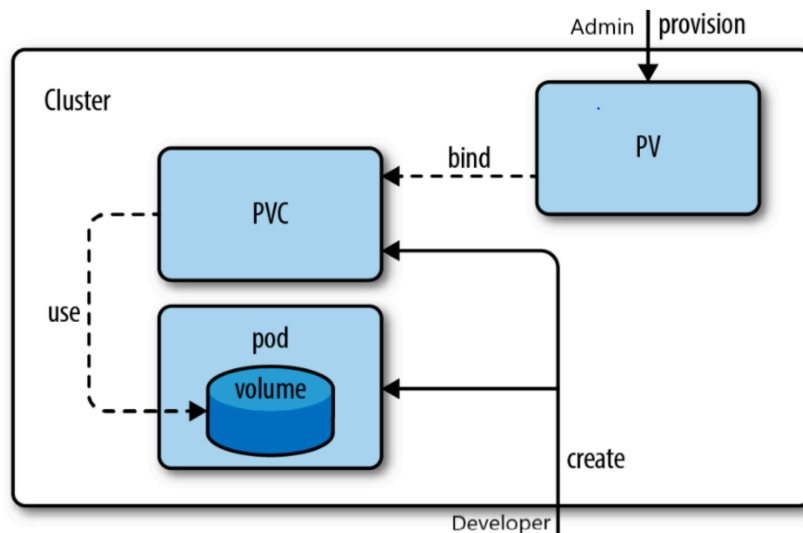 Admin provision
Cluster
PV
bind
PVC
use
pod
volume
create
Developer